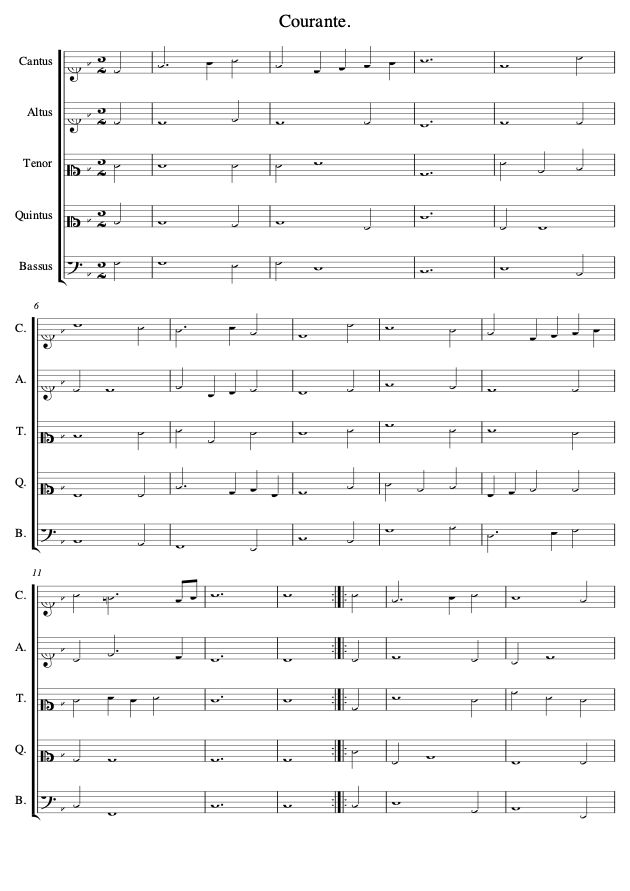 Courante.
Cantus
Altus
Tenor
Quintus
Bassus
6
C.
A.
T.
Q.
B.
11
C.
A.
T.
Q.
B.